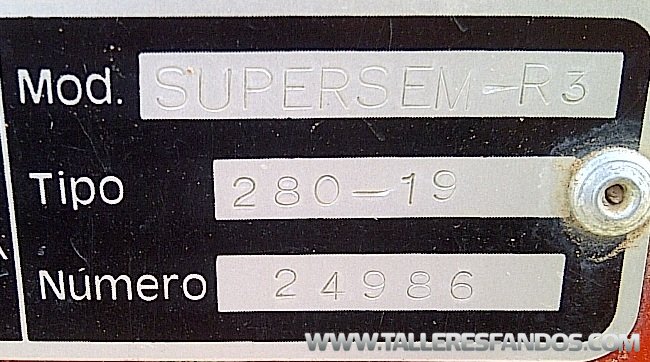 Mod. SUPERSEM-R3
Tipo 280-19
Número 24986
WWW.TALLERESFANDOS.COM